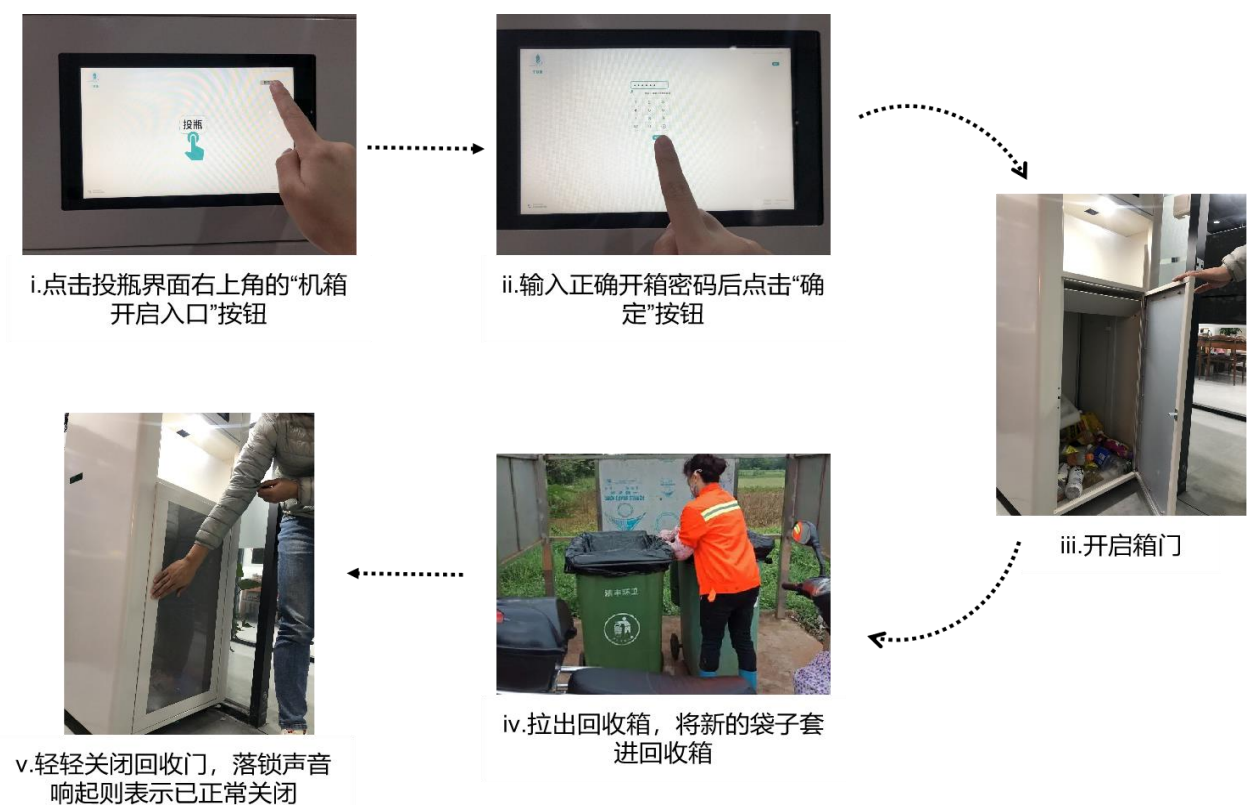 投瓶
i.点击投瓶界面右上角的“机箱
开启入口”按钮
ii.输入正确开箱密码后点击“确
定”按钮
iii.开启箱门
iv.拉出回收箱，将新的袋子套
进回收箱
v.轻轻关闭回收门，落锁声音
响起则表示已正常关闭